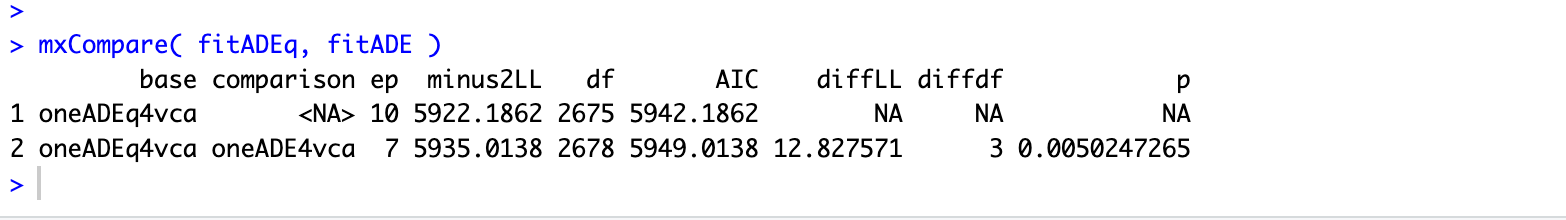 >
> mxCompare( fitADEq, fitADE )
base comparison ep minus2LL df AIC diffLL diffdf p
1 oneADEq4vca <NA> 10 5922.1862 2675 5942.1862 NA NA NA
2 oneADEq4vca oneADE4vca 7 5935.0138 2678 5949.0138 12.827571 3 0.0050247265
>